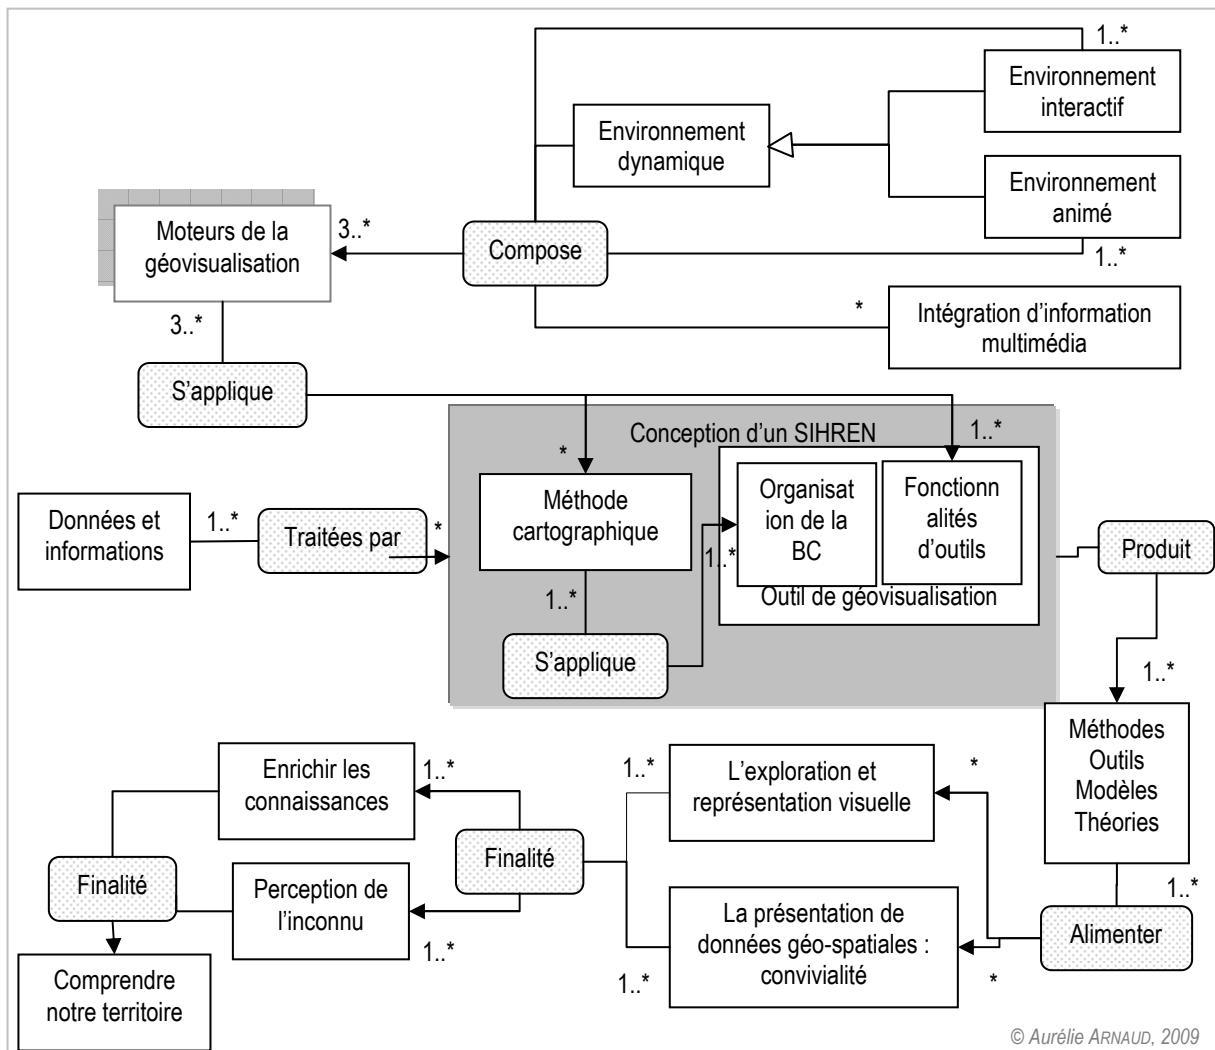 1..*
Environnement
interactif
Environnement
dynamique
Environnement
animé
1..*
Moteurs de la
géovisualisation
3..*
Compose
3..*
*
Intégration d'information
multimédia
S'applique
Conception d'un SIHREN
*
1..*
Données et
informations
1..*
Traitées par
*
Méthode
cartographique
1..*
Organisat
ion de la
BC
Fonctionn
alités
d'outils
Outil de géovisualisation
1..*
S'applique
Produit
1..*
Méthodes
Outils
Modèles
Théories
1..*
Alimenter
*
L'exploration et
représentation visuelle
1..*
*
La présentation de
données géo-spatiales :
convivialité
1..*
Finalité
1..*
Enrichir les
connaissances
1..*
Perception de
l'inconnu
Finalité
Comprendre
notre territoire
© Aurélie ARNAUD, 2009